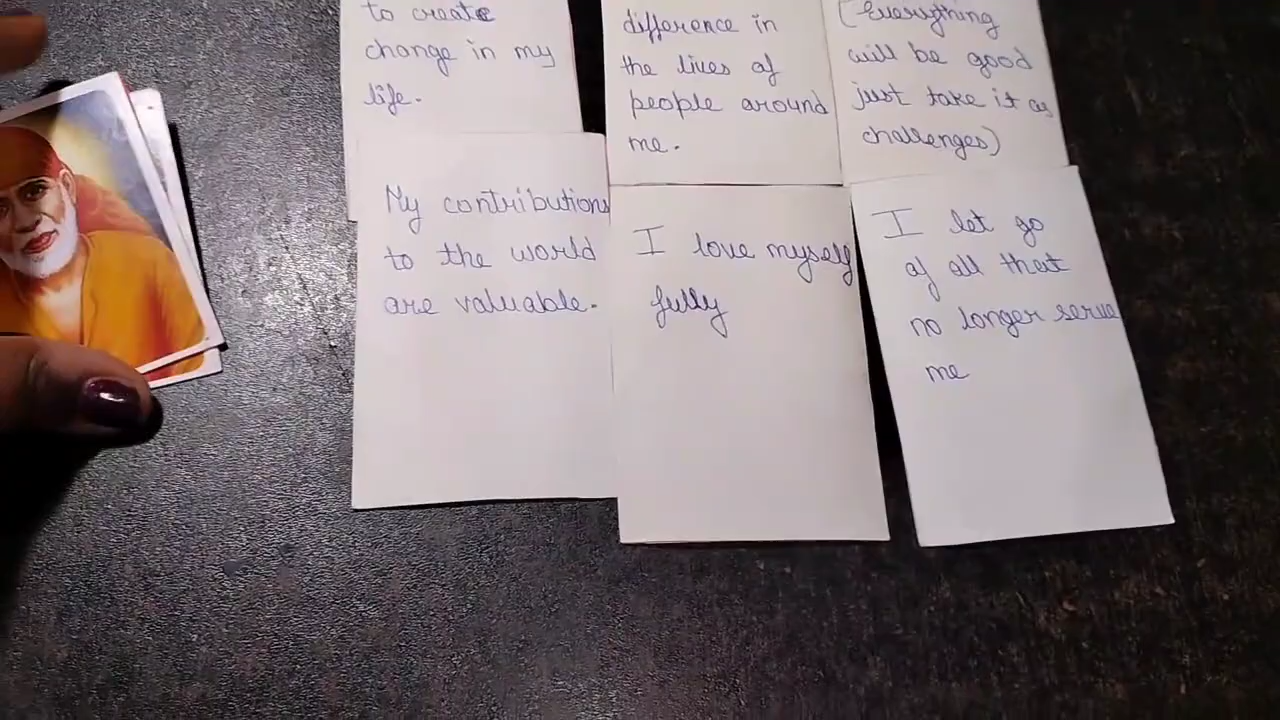 to create
change in my
life.
difference in
the lives of
people around
me.
(Everything
will be good
just take it as
challenges)
My contributions
to the world
are valuable.
I love myself
fully
I let go
of all that
no longer serve
me